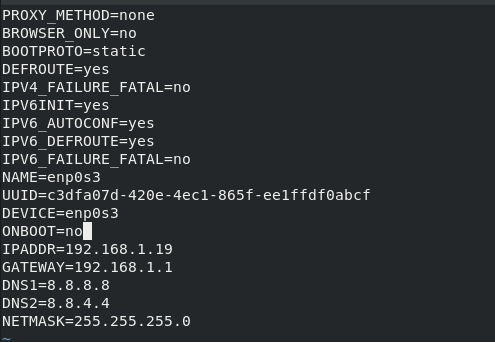 PROXY_METHOD=none
BROWSER_ONLY=no
BOOTPROTO=static
DEFROUTE=yes
IPV4_FAILURE_FATAL=no
IPV6INIT=yes
IPV6_AUTOCONF=yes
IPV6_DEFROUTE=yes
IPV6_FAILURE_FATAL=no
NAME=enp0s3
UUID=c3dfa07d-420e-4ec1-865f-ee1ffdf0abcf
DEVICE=enp0s3
ONBOOT=no
IPADDR=192.168.1.19
GATEWAY=192.168.1.1
DNS1=8.8.8.8
DNS2=8.8.4.4
NETMASK=255.255.255.0
~